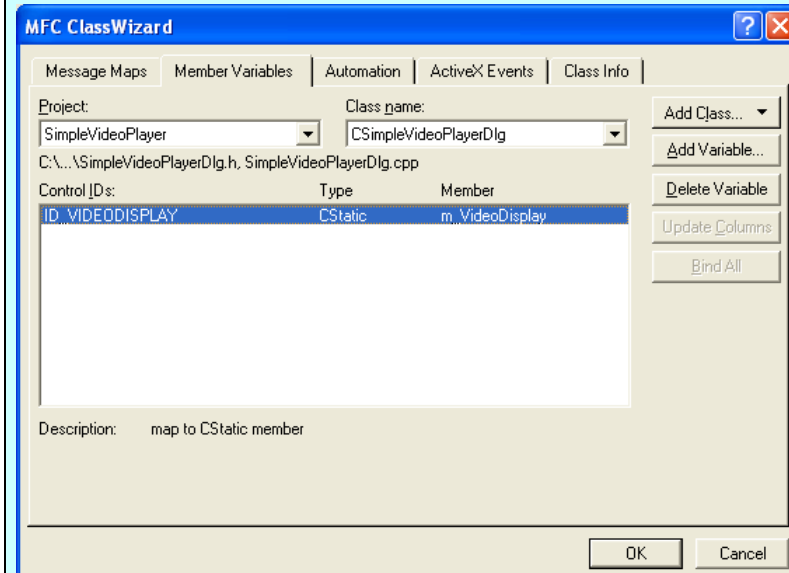 MFC ClassWizard
Message Maps Member Variables Automation ActiveX Events Class Info
Project: Class name:
SimpleVideoPlayer CSimpleVideoPlayerDlg
C:\...\SimpleVideoPlayerDlg.h, SimpleVideoPlayerDlg.cpp
Control IDs: Type Member
ID_VIDEODISPLAY CStatic m_VideoDisplay
Description: map to CStatic member
Add Class...
Add Variable...
Delete Variable
Update Columns
Bind All
OK Cancel